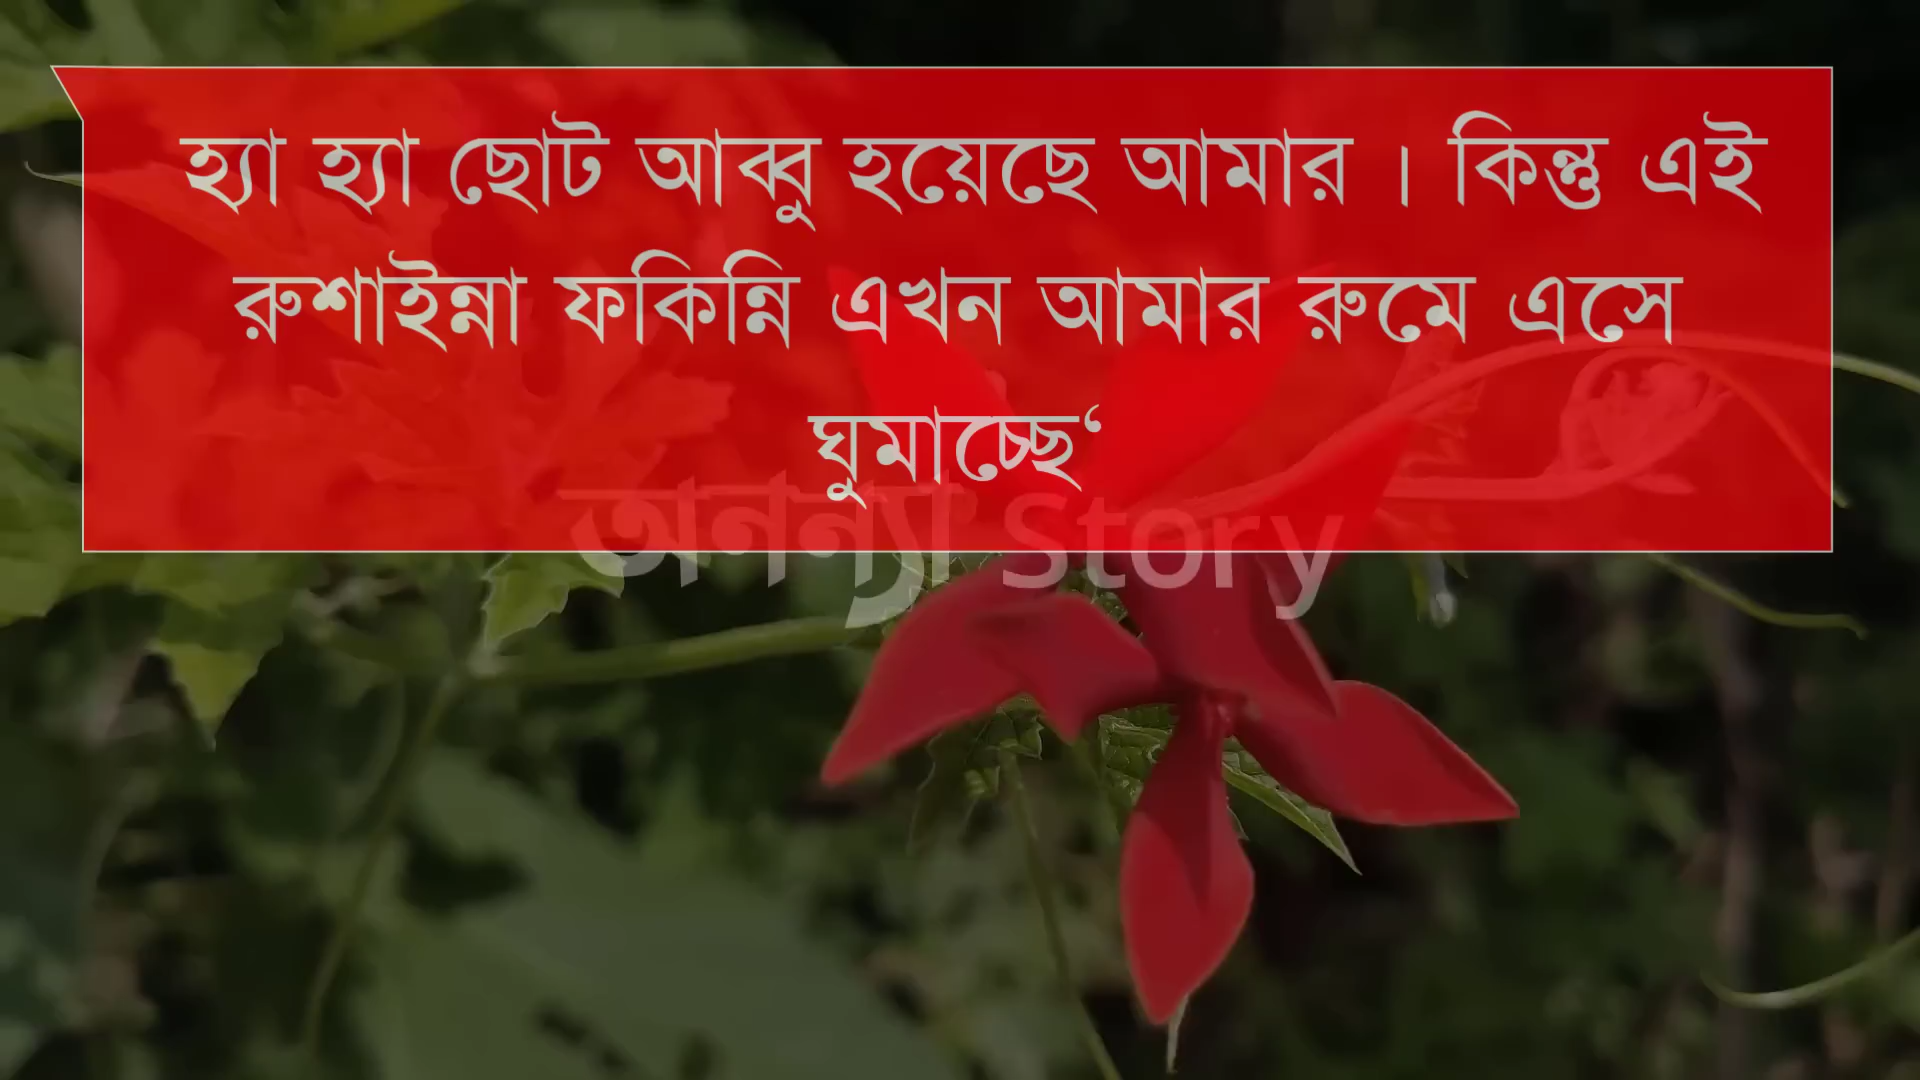 হ্যা হ্যা ছোট আব্বু হয়েছে আমার । কিন্তু এই
রুশাইন্না ফকিন্নি এখন আমার রুমে এসে
ঘুমাচ্ছে‘
অনন্যা Story